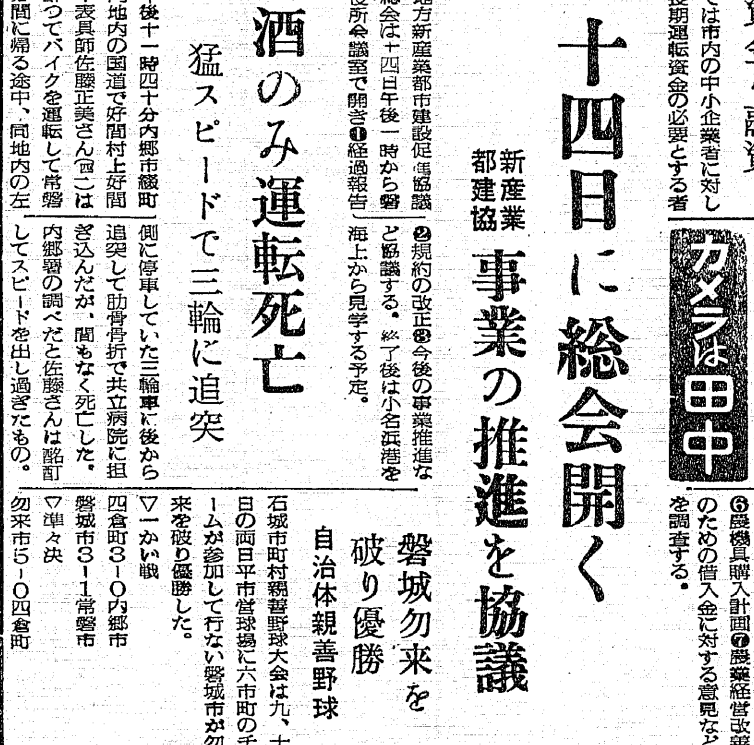 では市内の中小企業者に対し
長期運転資金の必要とする者
カメラは田中
⑥農機具購入計画⑦農業経営改善
のための借入金に対する意見など
を調査する。
十四日に総会開く
新産業
都建協
事業の推進を協議
地方新産業都市建設促進協議
総会は十四日午後一時から磐
役所会議室で開き①経過報告
②規約の改正③今後の事業推進な
ど協議する。終了後は小名浜港を
海上から見学する予定。
酒のみ運転死亡
猛スピードで三輪に追突
後十一時四十分内郷市綴町
地内の国道で好間村上好間
表具師佐藤正美さん(四二)は
つてバイクを運転して常磐
間に帰る途中、同地内の左
側に停車していた三輪車に後から
追突して肋骨骨折で共立病院に担
ぎ込んだが、間もなく死亡した。
内郷署の調べだと佐藤さんは酩酊
してスピードを出し過ぎたもの。
磐城勿来を
破り優勝
自治体親善野球
石城市町村親善野球大会は九、十
日の両日平市営球場に六市町の チ
ームが参加して行ない磐城市が勿
来を破り優勝した。
▽一かい戦
四倉町3―0内郷市
磐城市3―1常磐市
▽準々決
勿来市5―0四倉町